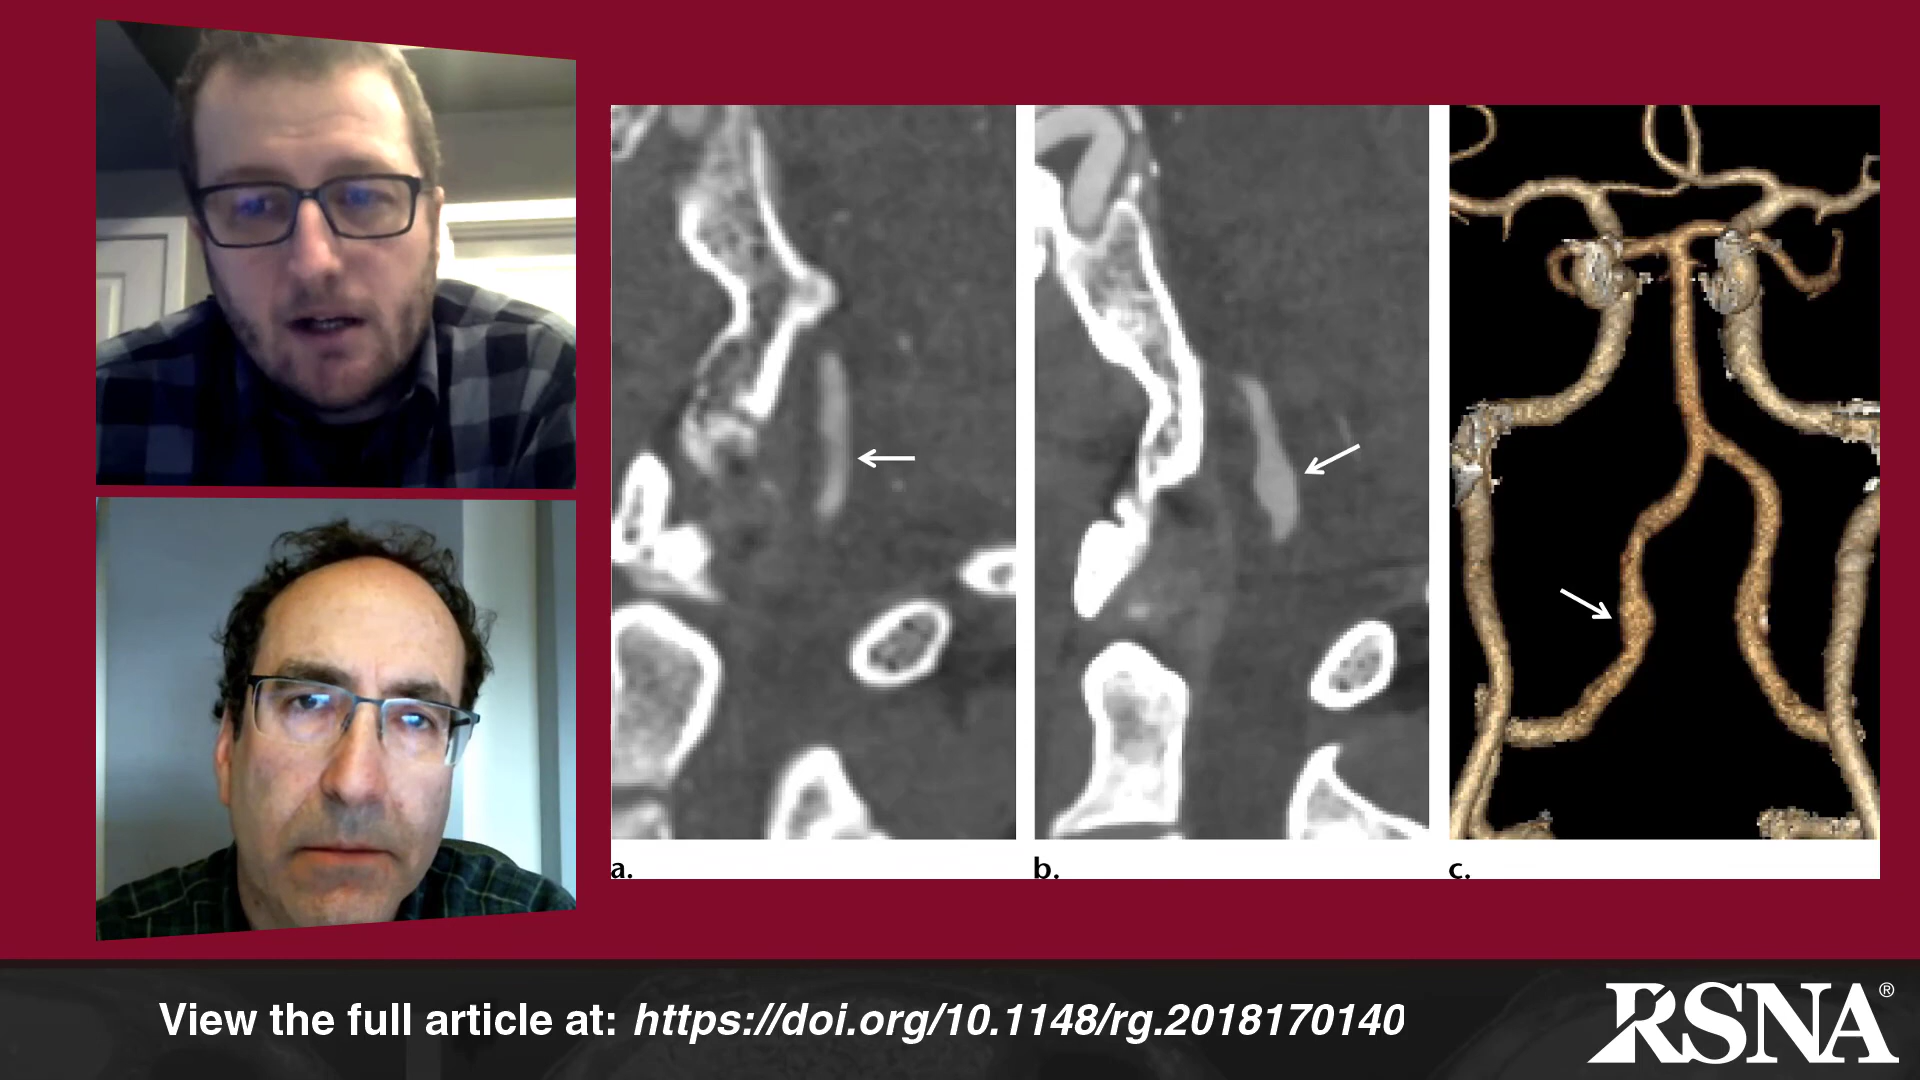 a.
b.
c.
View the full article at: https://doi.org/10.1148/rg.2018170140
RSNA®